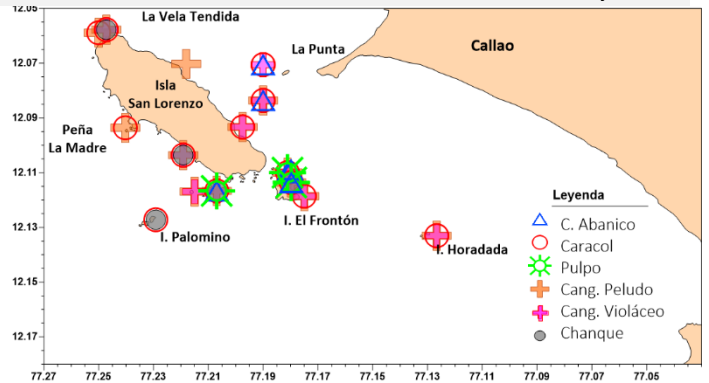 12.05
La Vela Tendida
La Punta
Callao
12.07
Isla
San Lorenzo
12.09
Peña
La Madre
12.11
Leyenda
I. El Frontón
C. Abanico
12.13
I. Palomino
I. Horadada
Caracol
Pulpo
12.15
Cang. Peludo
Cang. Violáceo
12.17
Chanque
77.27 77.25 77.23 77.21 77.19 77.17 77.15 77.13 77.11 77.09 77.07 77.05